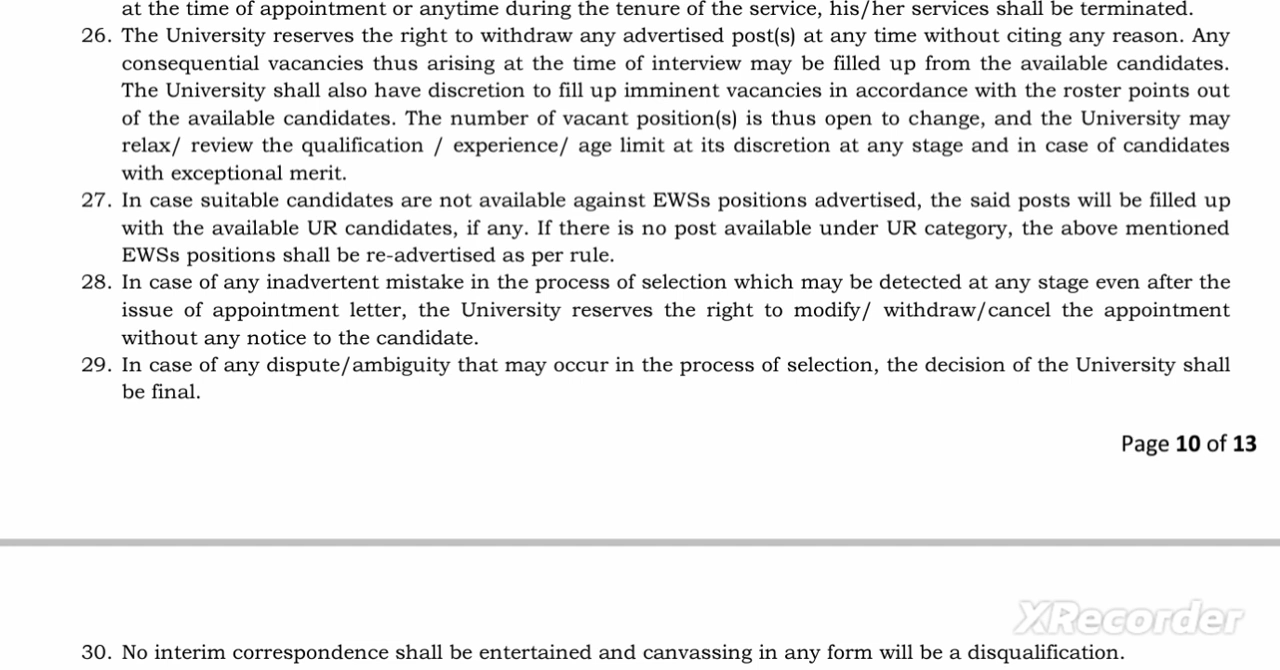 at the time of appointment or anytime during the tenure of the service, his/her services shall be terminated.
26. The University reserves the right to withdraw any advertised post(s) at any time without citing any reason. Any
consequential vacancies thus arising at the time of interview may be filled up from the available candidates.
The University shall also have discretion to fill up imminent vacancies in accordance with the roster points out
of the available candidates. The number of vacant position(s) is thus open to change, and the University may
relax/ review the qualification / experience/ age limit at its discretion at any stage and in case of candidates
with exceptional merit.
27. In case suitable candidates are not available against EWSs positions advertised, the said posts will be filled up
with the available UR candidates, if any. If there is no post available under UR category, the above mentioned
EWSs positions shall be re-advertised as per rule.
28. In case of any inadvertent mistake in the process of selection which may be detected at any stage even after the
issue of appointment letter, the University reserves the right to modify/ withdraw/cancel the appointment
without any notice to the candidate.
29. In case of any dispute/ambiguity that may occur in the process of selection, the decision of the University shall
be final.
Page 10 of 13
XRecorder
30. No interim correspondence shall be entertained and canvassing in any form will be a disqualification.